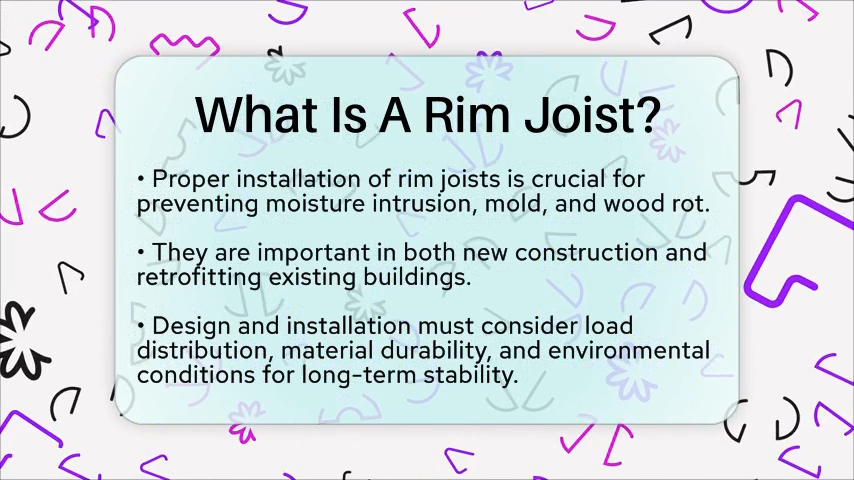 What Is A Rim Joist?
• Proper installation of rim joists is crucial for
preventing moisture intrusion, mold, and wood rot.
• They are important in both new construction and
retrofitting existing buildings.
• Design and installation must consider load
distribution, material durability, and environmental
conditions for long-term stability.